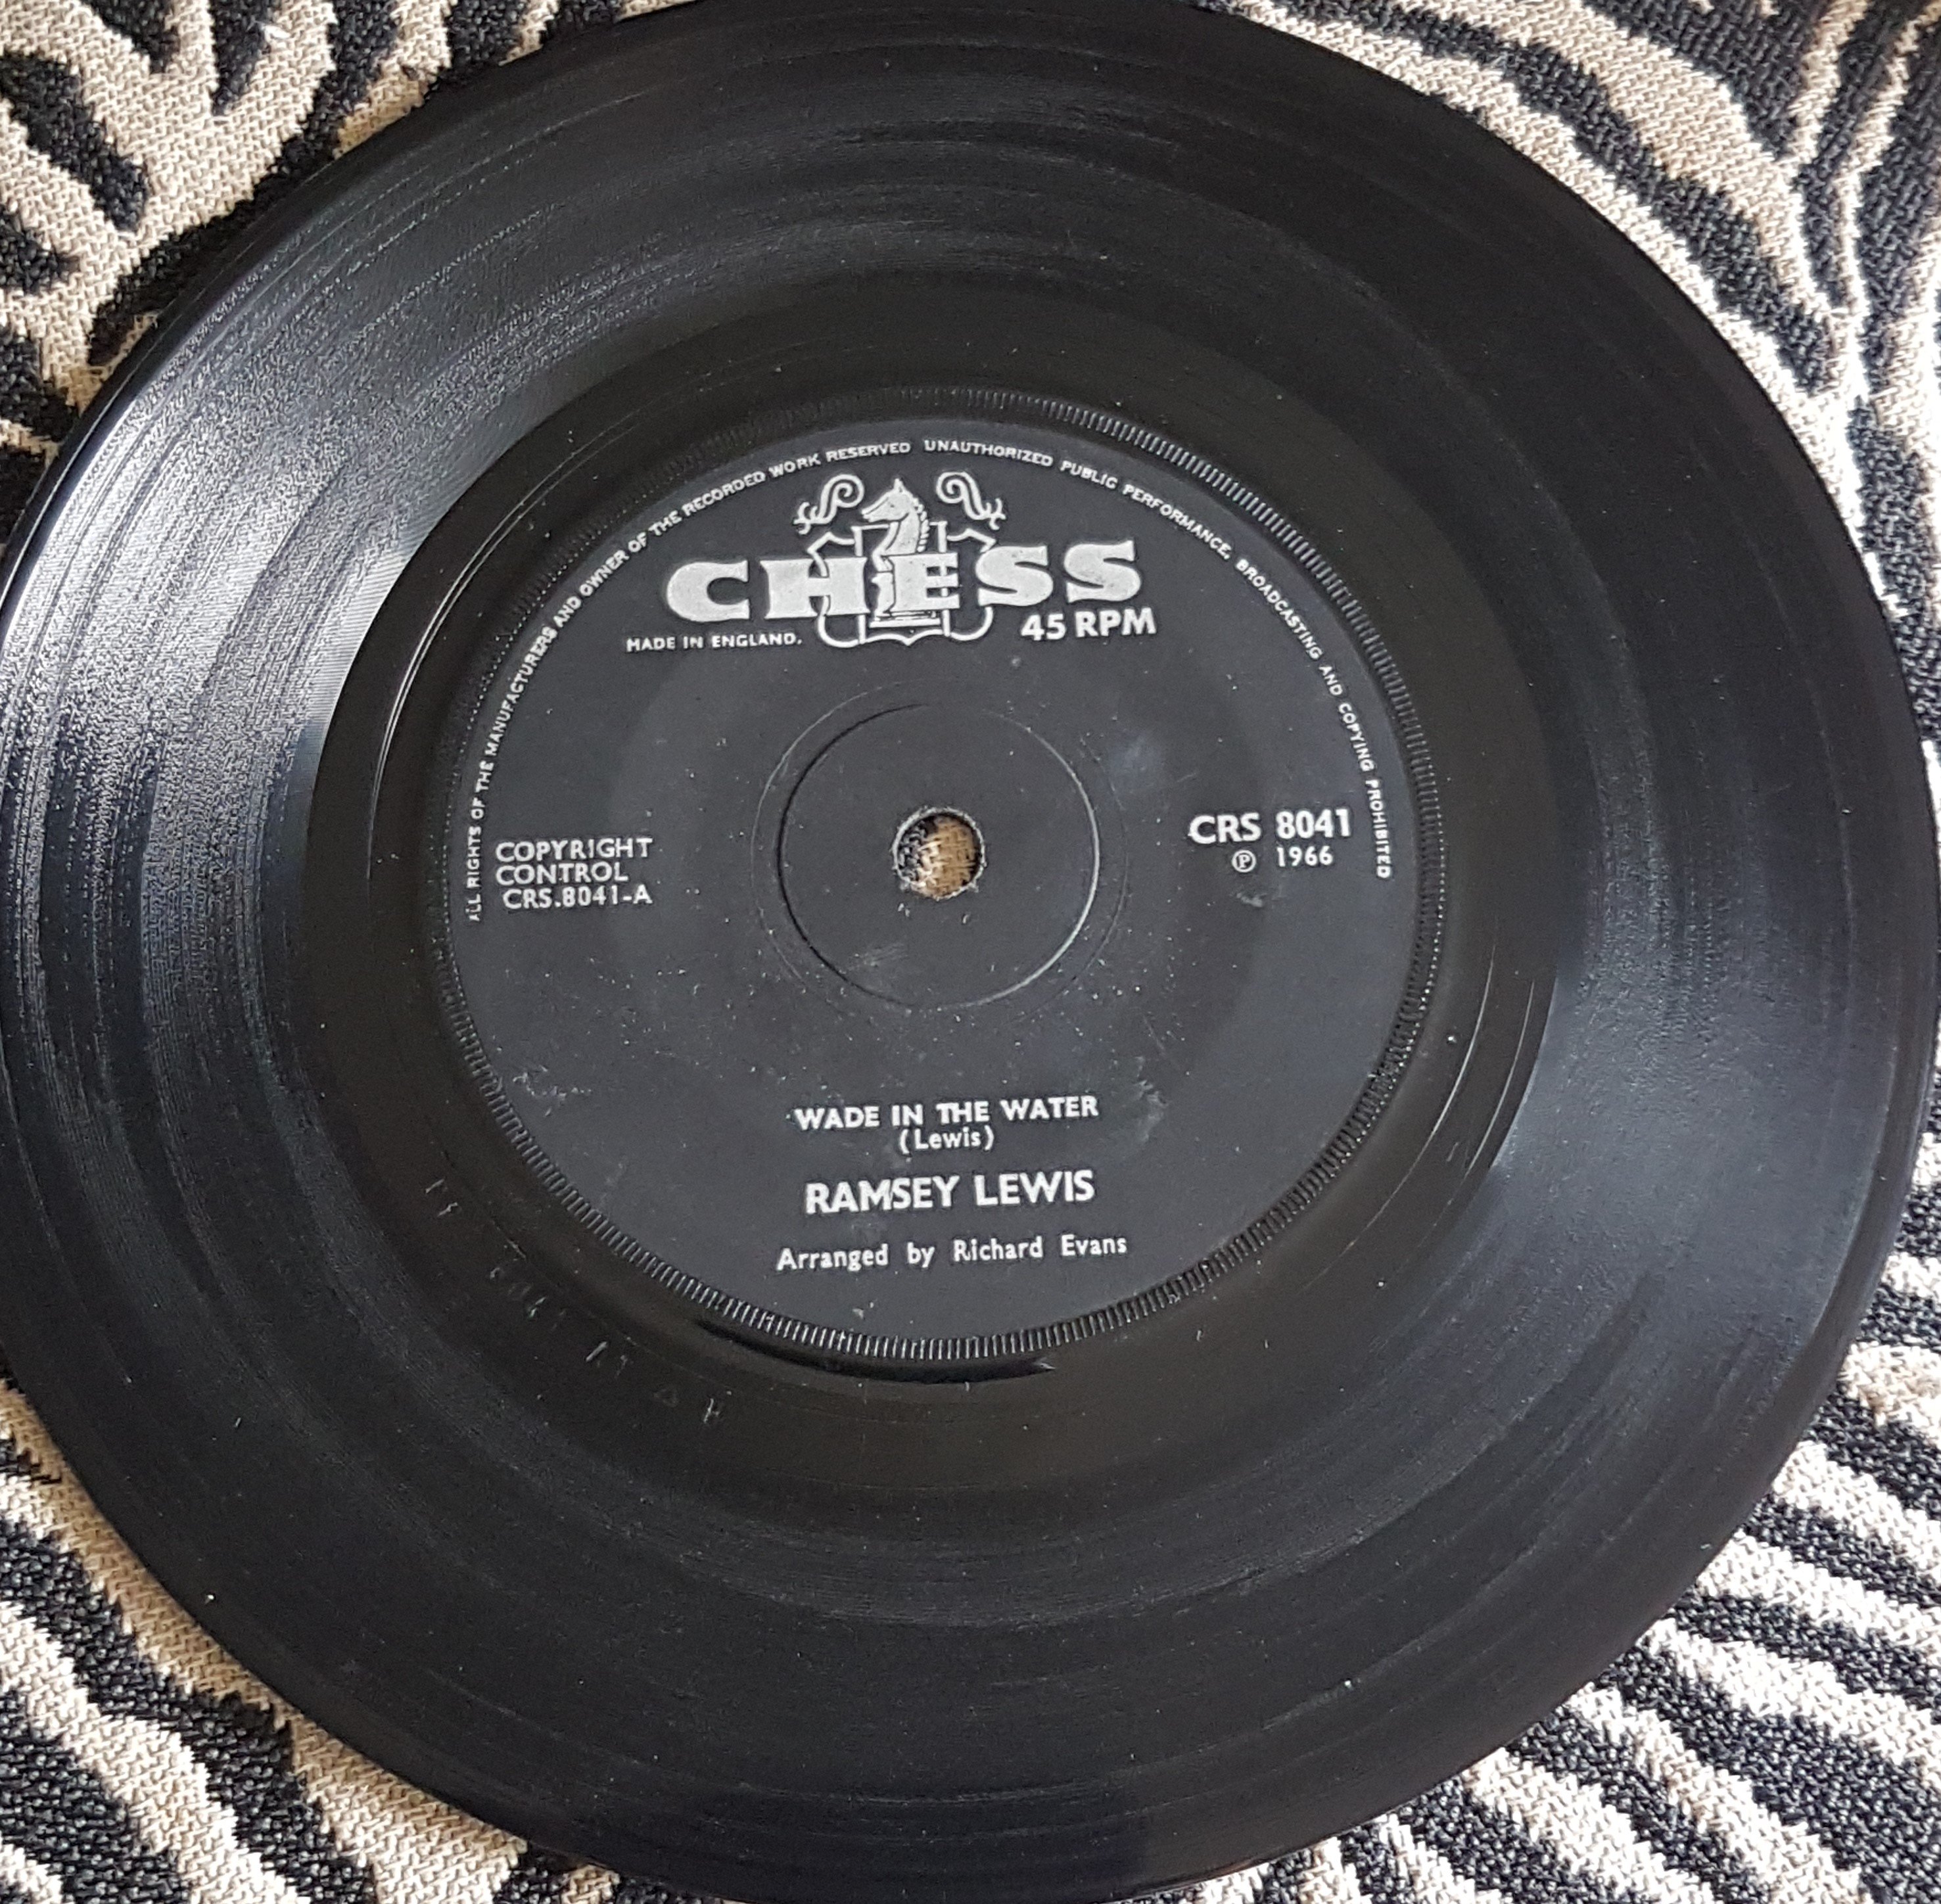 ALL RIGHTS OF THE MANUFACTURERS AND OWNER OF THE RECORDED WORK RESERVED UNAUTHORIZED PUBLIC PERFORMANCE, BROADCASTING AND COPYING PROHIBITED
CHESS
MADE IN ENGLAND.
45 RPM
COPYRIGHT
CONTROL
CRS.8041-A
CRS 8041
℗ 1966
WADE IN THE WATER
(Lewis)
RAMSEY LEWIS
Arranged by Richard Evans